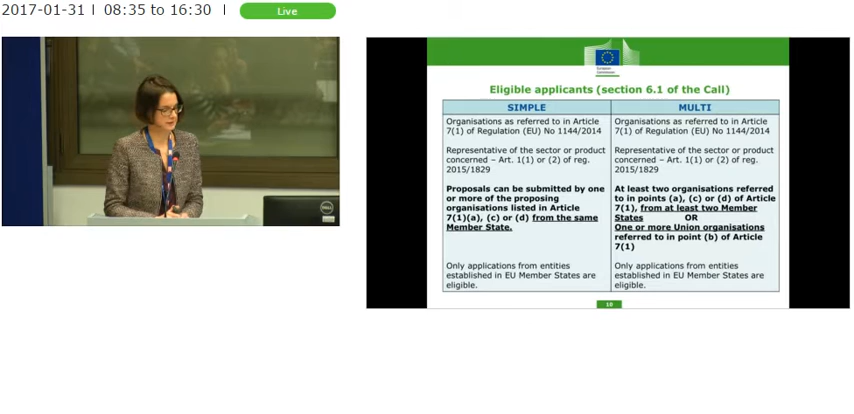 2017-01-31 I 08:35 to 16:30 I Live
DELL
European
Commission
Eligible applicants (section 6.1 of the Call)
SIMPLE
Organisations as referred to in Article
7(1) of Regulation (EU) No 1144/2014
Representative of the sector or product
concerned – Art. 1(1) or (2) of reg.
2015/1829
Proposals can be submitted by one
or more of the proposing
organisations listed in Article
7(1)(a), (c) or (d) from the same
Member State.
Only applications from entities
established in EU Member States are
eligible.
MULTI
Organisations as referred to in Article
7(1) of Regulation (EU) No 1144/2014
Representative of the sector or product
concerned – Art. 1(1) or (2) of reg.
2015/1829
At least two organisations referred
to in points (a), (c) or (d) of Article
7(1), from at least two Member
States OR
One or more Union organisations
referred to in point (b) of Article
7(1)
Only applications from entities
established in EU Member States are
eligible.
10